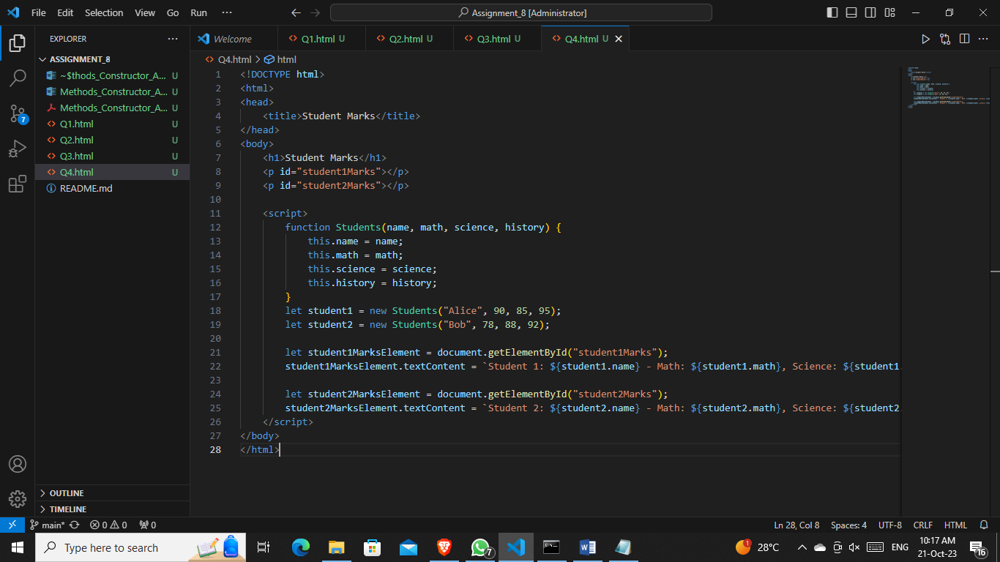 File Edit Selection View Go Run ··· Assignment_8 [Administrator]
EXPLORER ···
ASSIGNMENT_8
~$thods_Constructor_A... U
Methods_Constructor_A... U
Methods_Constructor_A... U
Q1.html U
Q2.html U
Q3.html U
Q4.html U
README.md
OUTLINE
TIMELINE
Welcome Q1.html U Q2.html U Q3.html U Q4.html U
Q4.html > html
1 <!DOCTYPE html>
2 <html>
3 <head>
4 <title>Student Marks</title>
5 </head>
6 <body>
7 <h1>Student Marks</h1>
8 <p id="student1Marks"></p>
9 <p id="student2Marks"></p>
10
11 <script>
12 function Students(name, math, science, history) {
13 this.name = name;
14 this.math = math;
15 this.science = science;
16 this.history = history;
17 }
18 let student1 = new Students("Alice", 90, 85, 95);
19 let student2 = new Students("Bob", 78, 88, 92);
20
21 let student1MarksElement = document.getElementById("student1Marks");
22 student1MarksElement.textContent = `Student 1: ${student1.name} - Math: ${student1.math}, Science: ${student1.
23
24 let student2MarksElement = document.getElementById("student2Marks");
25 student2MarksElement.textContent = `Student 2: ${student2.name} - Math: ${student2.math}, Science: ${student2.
26 </script>
27 </body>
28 </html>
main* 0 0 0 Ln 28, Col 8 Spaces: 4 UTF-8 CRLF HTML
Type here to search 7 28°C ENG 10:17 AM
21-Oct-23 16